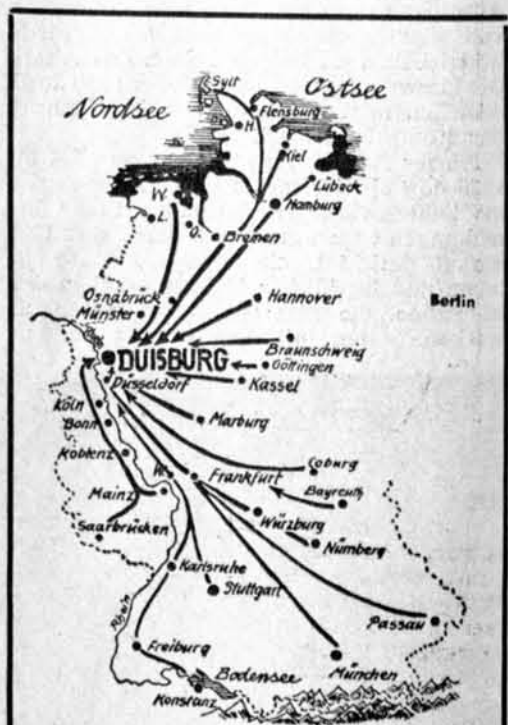 Sylt
Ostsee
Nordsee
Flensburg
H.
Kiel
Lübeck
W.
Hamburg
L.
O.
Bremen
Osnabrück
Hannover
Berlin
Münster
Braunschweig
DUISBURG
Göttingen
Düsseldorf
Kassel
Köln
Marburg
Bonn
Koblenz
Coburg
W.
Frankfurt
Bayreuth
Mainz
Würzburg
Nürnberg
Saarbrücken
Karlsruhe
Stuttgart
Passau
Rhein
Freiburg
Bodensee
München
Konstanz